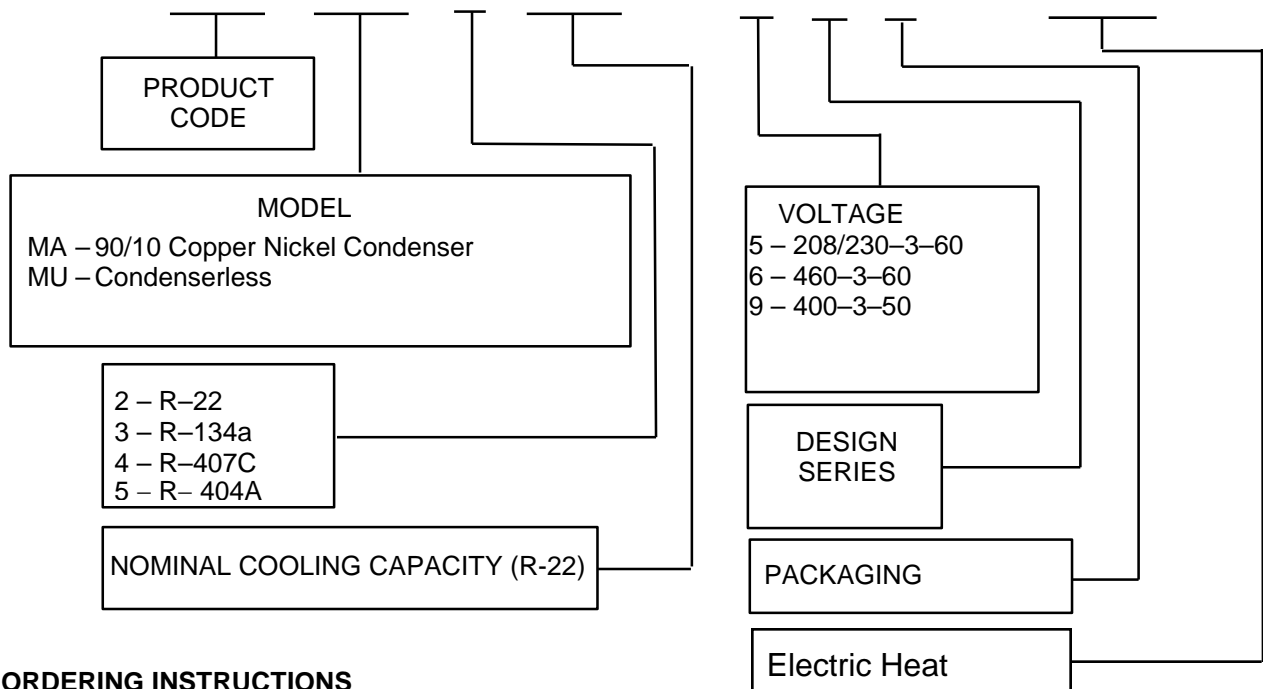 PRODUCT
CODE
MODEL
MA – 90/10 Copper Nickel Condenser
MU – Condenserless
2 – R–22
3 – R–134a
4 – R–407C
5 – R– 404A
NOMINAL COOLING CAPACITY (R-22)
VOLTAGE
5 – 208/230–3–60
6 – 460–3–60
9 – 400–3–50
DESIGN
SERIES
PACKAGING
Electric Heat
ORDERING INSTRUCTIONS